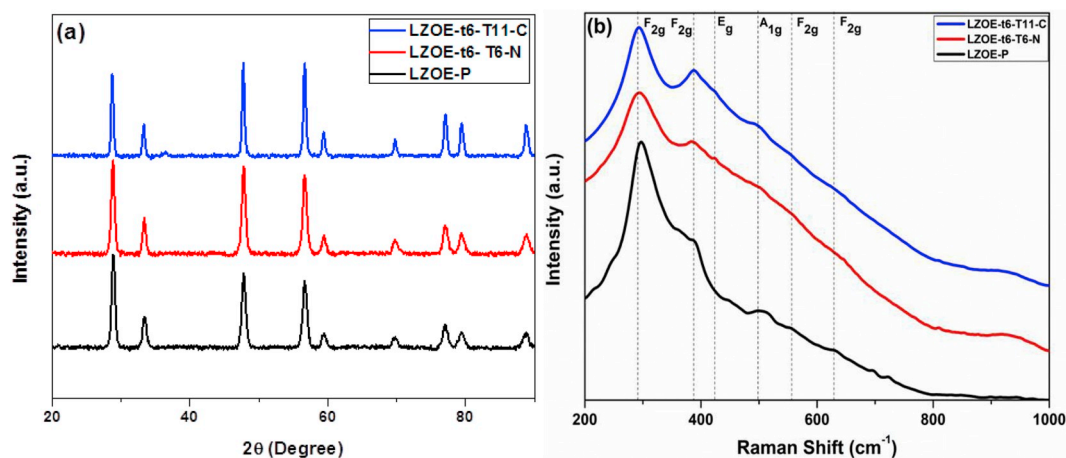 (a)
LZOE-t6-T11-C
LZOE-t6- T6-N
LZOE-P
Intensity (a.u.)
20 40 60 80
2θ (Degree)
(b)
F2g F2g Eg A1g F2g F2g
LZOE-t6-T11-C
LZOE-t6-T6-N
LZOE-P
Intensity (a.u.)
200 400 600 800 1000
Raman Shift (cm-1)